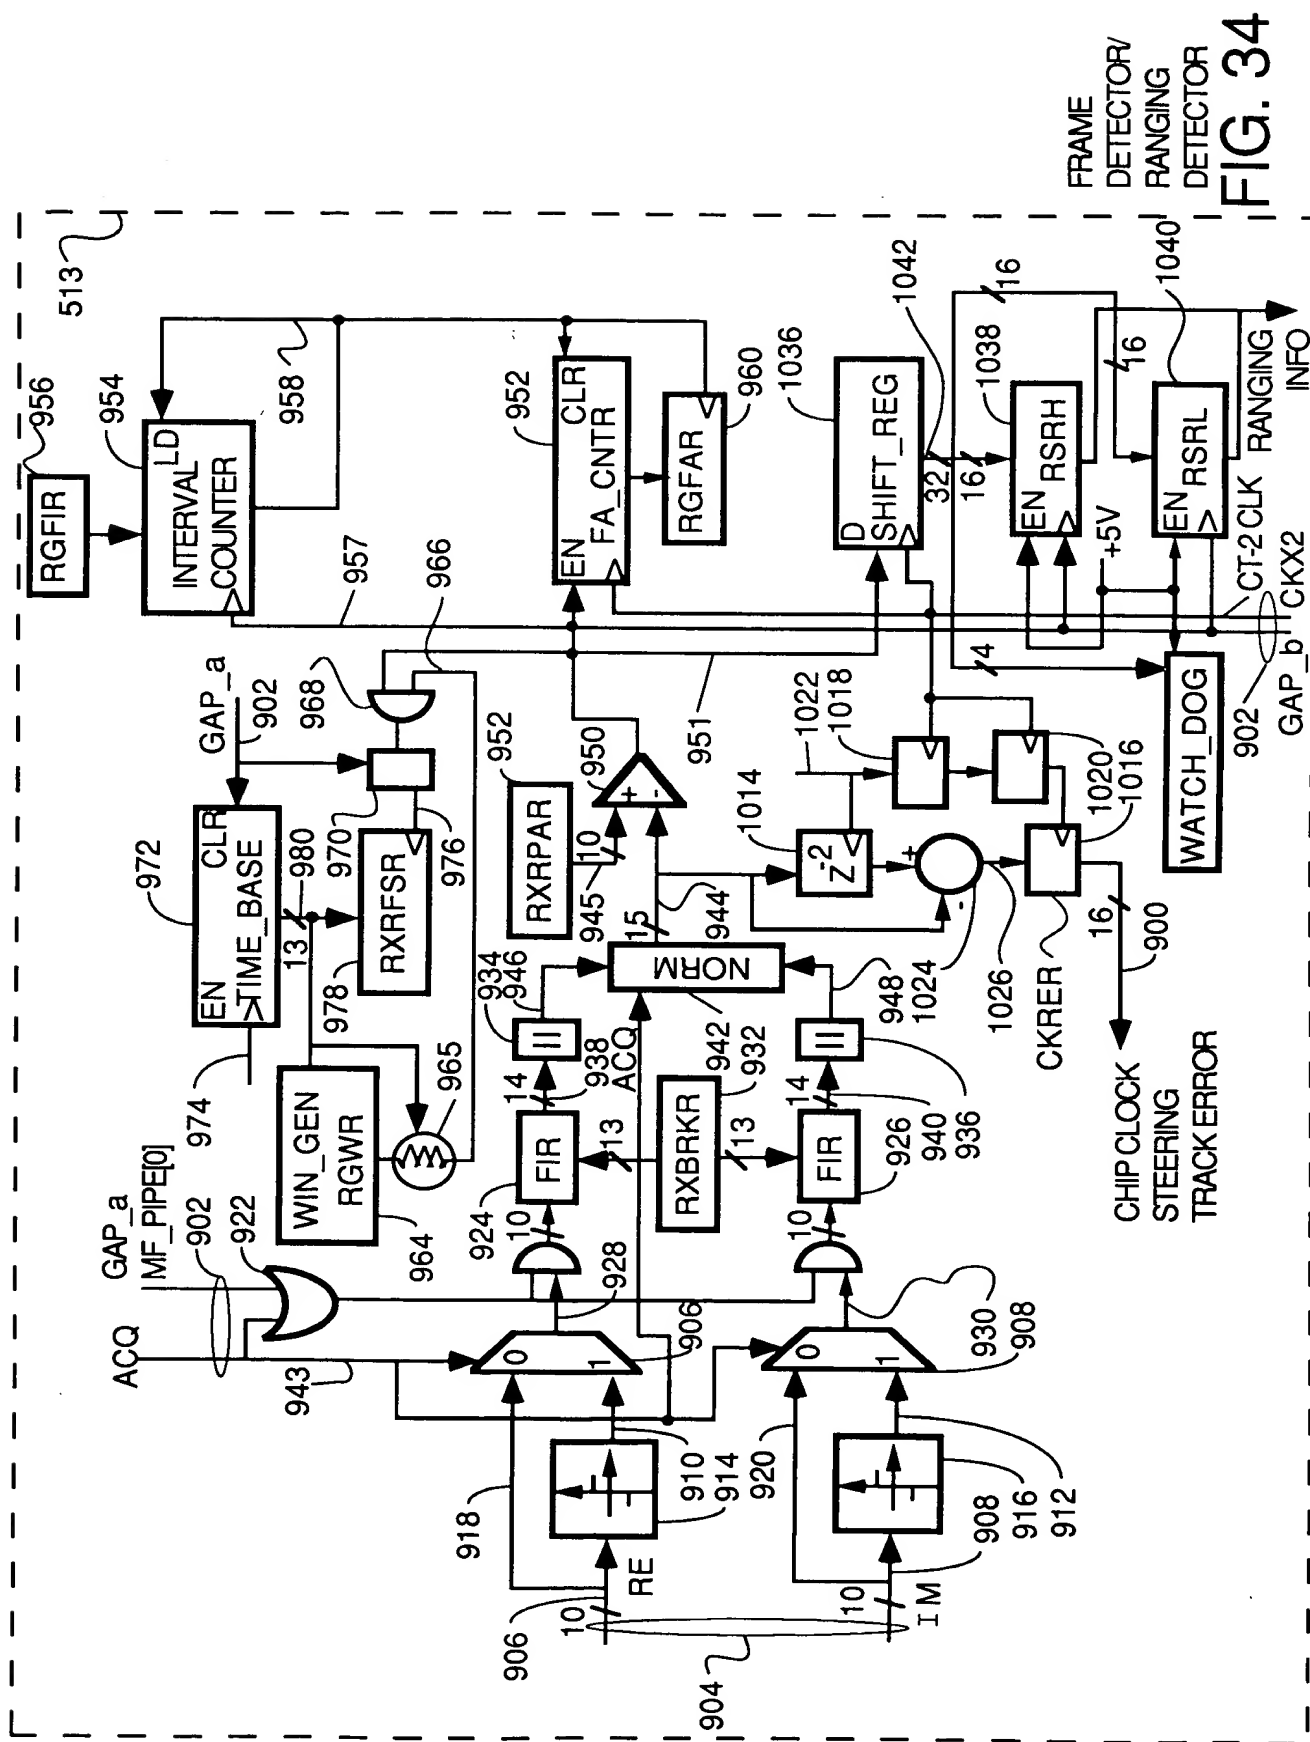 FRAME
DETECTOR/
RANGING
DETECTOR
FIG. 34
513
956
RGFIR
954
LD
INTERVAL
COUNTER
958
957
966
952
EN
CLR
FA_CNTR
RGFAR
960
1036
D
SHIFT_REG
1042
32
16
16
1038
EN
RSRH
16
+5V
1040
EN
RSRL
RANGING
INFO
CT-2 CLK
CKX2
GAP_b
902
4
WATCH_DOG
GAP_a
902
968
970
976
972
EN
CLR
TIME_BASE
13
980
978
RXRFSR
974
WIN_GEN
RGWR
964
965
952
RXRPAR
10
945
950
+
-
951
1022
1018
1014
Z-2
+
-
1020
1016
1026
1024
CKRER
16
900
CHIP CLOCK
STEERING
TRACK ERROR
15
944
NORM
942
934
946
948
14
938
ACQ
924
FIR
10
13
RXBRKR
932
13
FIR
926
14
940
936
10
ACQ
GAP_a
MF_PIPE[0]
902
922
943
928
0
1
906
930
0
1
908
918
910
914
920
RE
906
10
904
10
IM
908
916
912